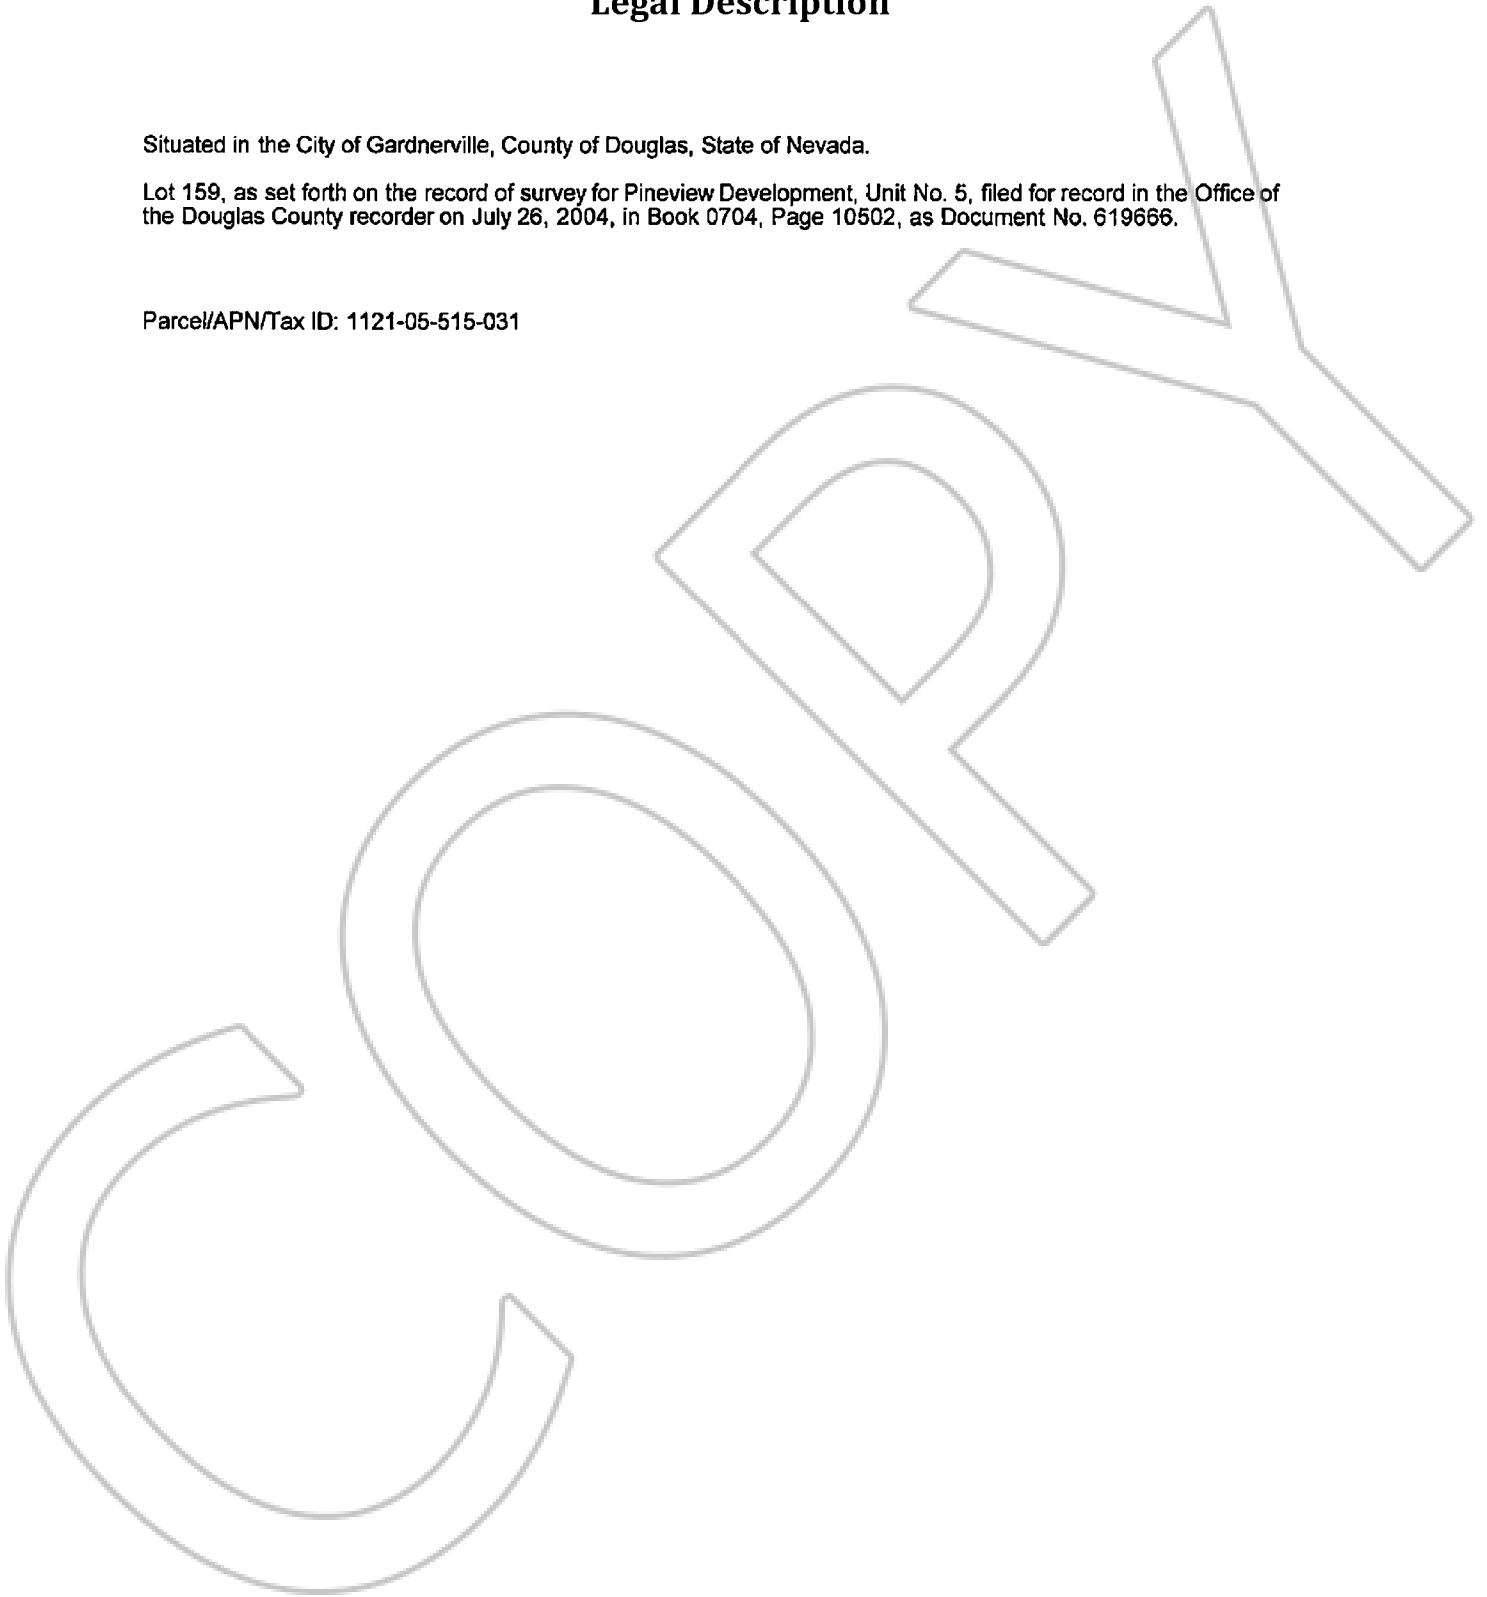 Legal Description
Situated in the City of Gardnerville, County of Douglas, State of Nevada.
Lot 159, as set forth on the record of survey for Pineview Development, Unit No. 5, filed for record in the Office of
the Douglas County recorder on July 26, 2004, in Book 0704, Page 10502, as Document No. 619666.
Parcel/APN/Tax ID: 1121-05-515-031
COPY